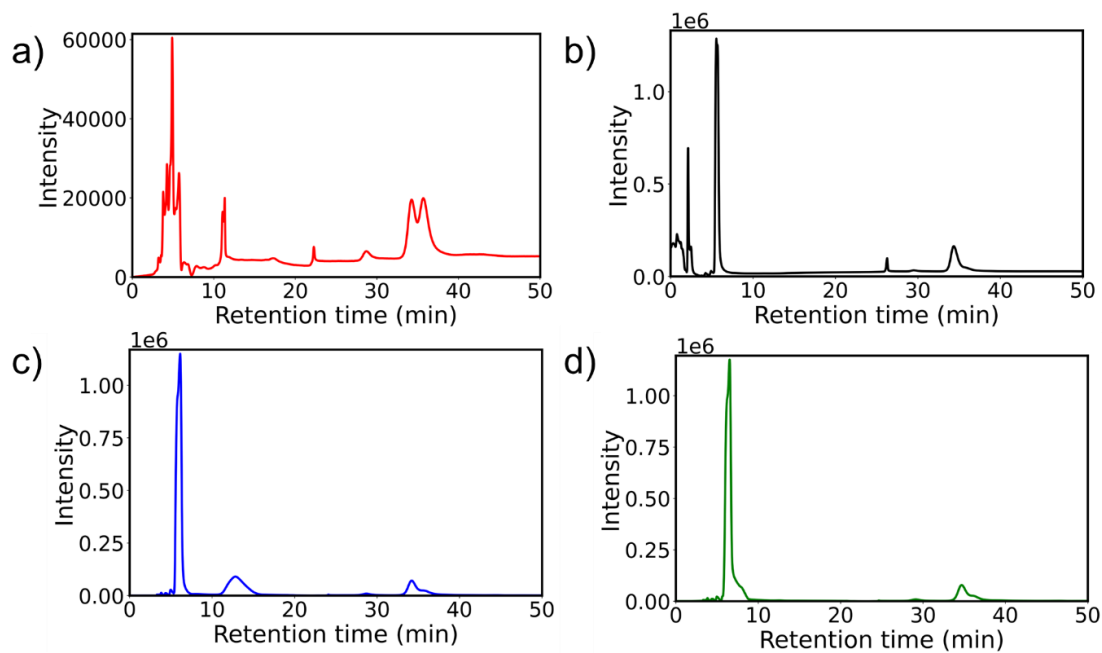 a)
60000
40000
20000
0
Intensity
0 10 20 30 40 50
Retention time (min)
b)
1e6
1.0
0.5
0.0
Intensity
0 10 20 30 40 50
Retention time (min)
c)
1e6
1.00
0.75
0.50
0.25
0.00
Intensity
0 10 20 30 40 50
Retention time (min)
d)
1e6
1.00
0.75
0.50
0.25
0.00
Intensity
0 10 20 30 40 50
Retention time (min)